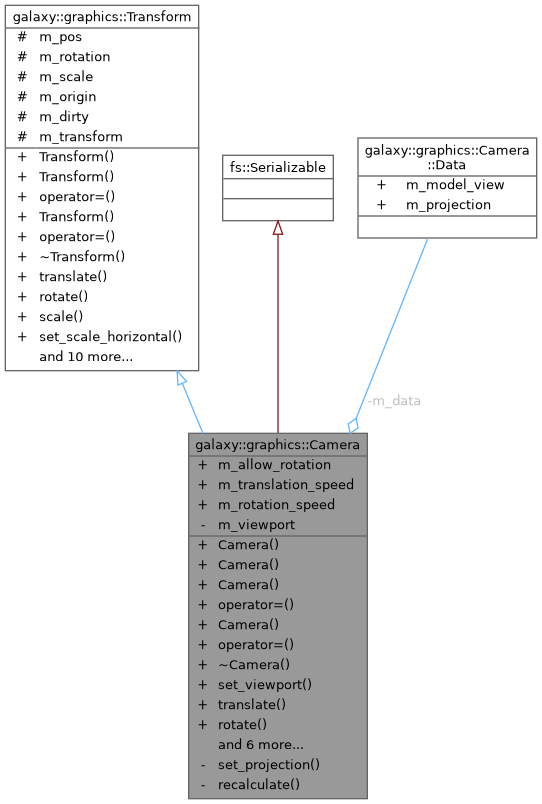 galaxy::graphics::Transform
# m_pos
# m_rotation
# m_scale
# m_origin
# m_dirty
# m_transform
+ Transform()
+ Transform()
+ operator=()
+ Transform()
+ operator=()
+ ~Transform()
+ translate()
+ rotate()
+ scale()
+ set_scale_horizontal()
and 10 more...
fs::Serializable
galaxy::graphics::Camera
::Data
+ m_model_view
+ m_projection
-m_data
galaxy::graphics::Camera
+ m_allow_rotation
+ m_translation_speed
+ m_rotation_speed
- m_viewport
+ Camera()
+ Camera()
+ Camera()
+ operator=()
+ Camera()
+ operator=()
+ ~Camera()
+ set_viewport()
+ translate()
+ rotate()
and 6 more...
- set_projection()
- recalculate()